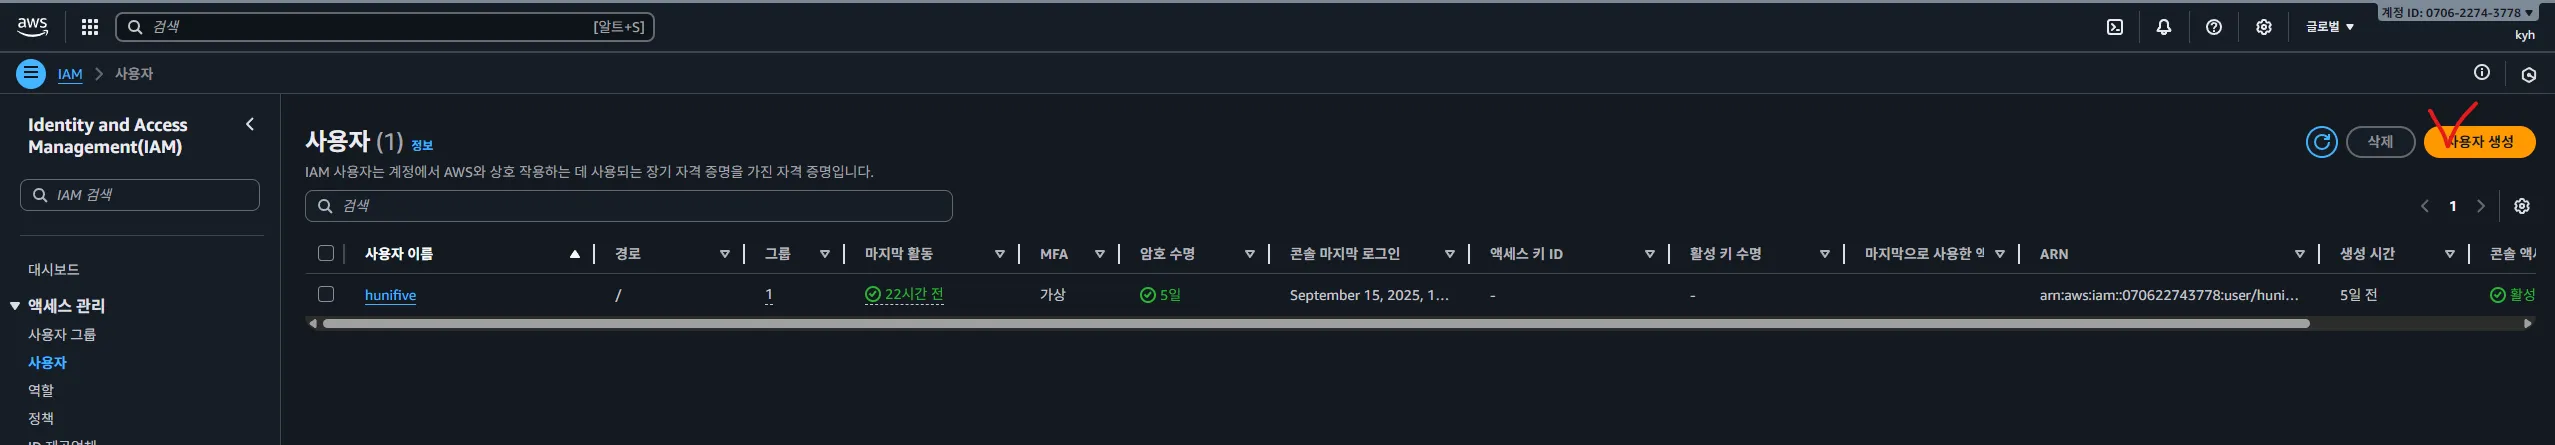 aws
검색 [알트+S]
글로벌
계정 ID: 0706-2274-3778
kyh
IAM 사용자
Identity and Access
Management(IAM)
IAM 검색
대시보드
액세스 관리
사용자 그룹
사용자
역할
정책
사용자 (1) 정보
삭제 사용자 생성
IAM 사용자는 계정에서 AWS와 상호 작용하는 데 사용되는 장기 자격 증명을 가진 자격 증명입니다.
검색
1
사용자 이름 경로 그룹 마지막 활동 MFA 암호 수명 콘솔 마지막 로그인 액세스 키 ID 활성 키 수명 마지막으로 사용한 ARN 생성 시간 콘솔
hunifive / 1 22시간 전 가상 5일 September 15, 2025, 1... - - arn:aws:iam::070622743778:user/huni... 5일 전 활성